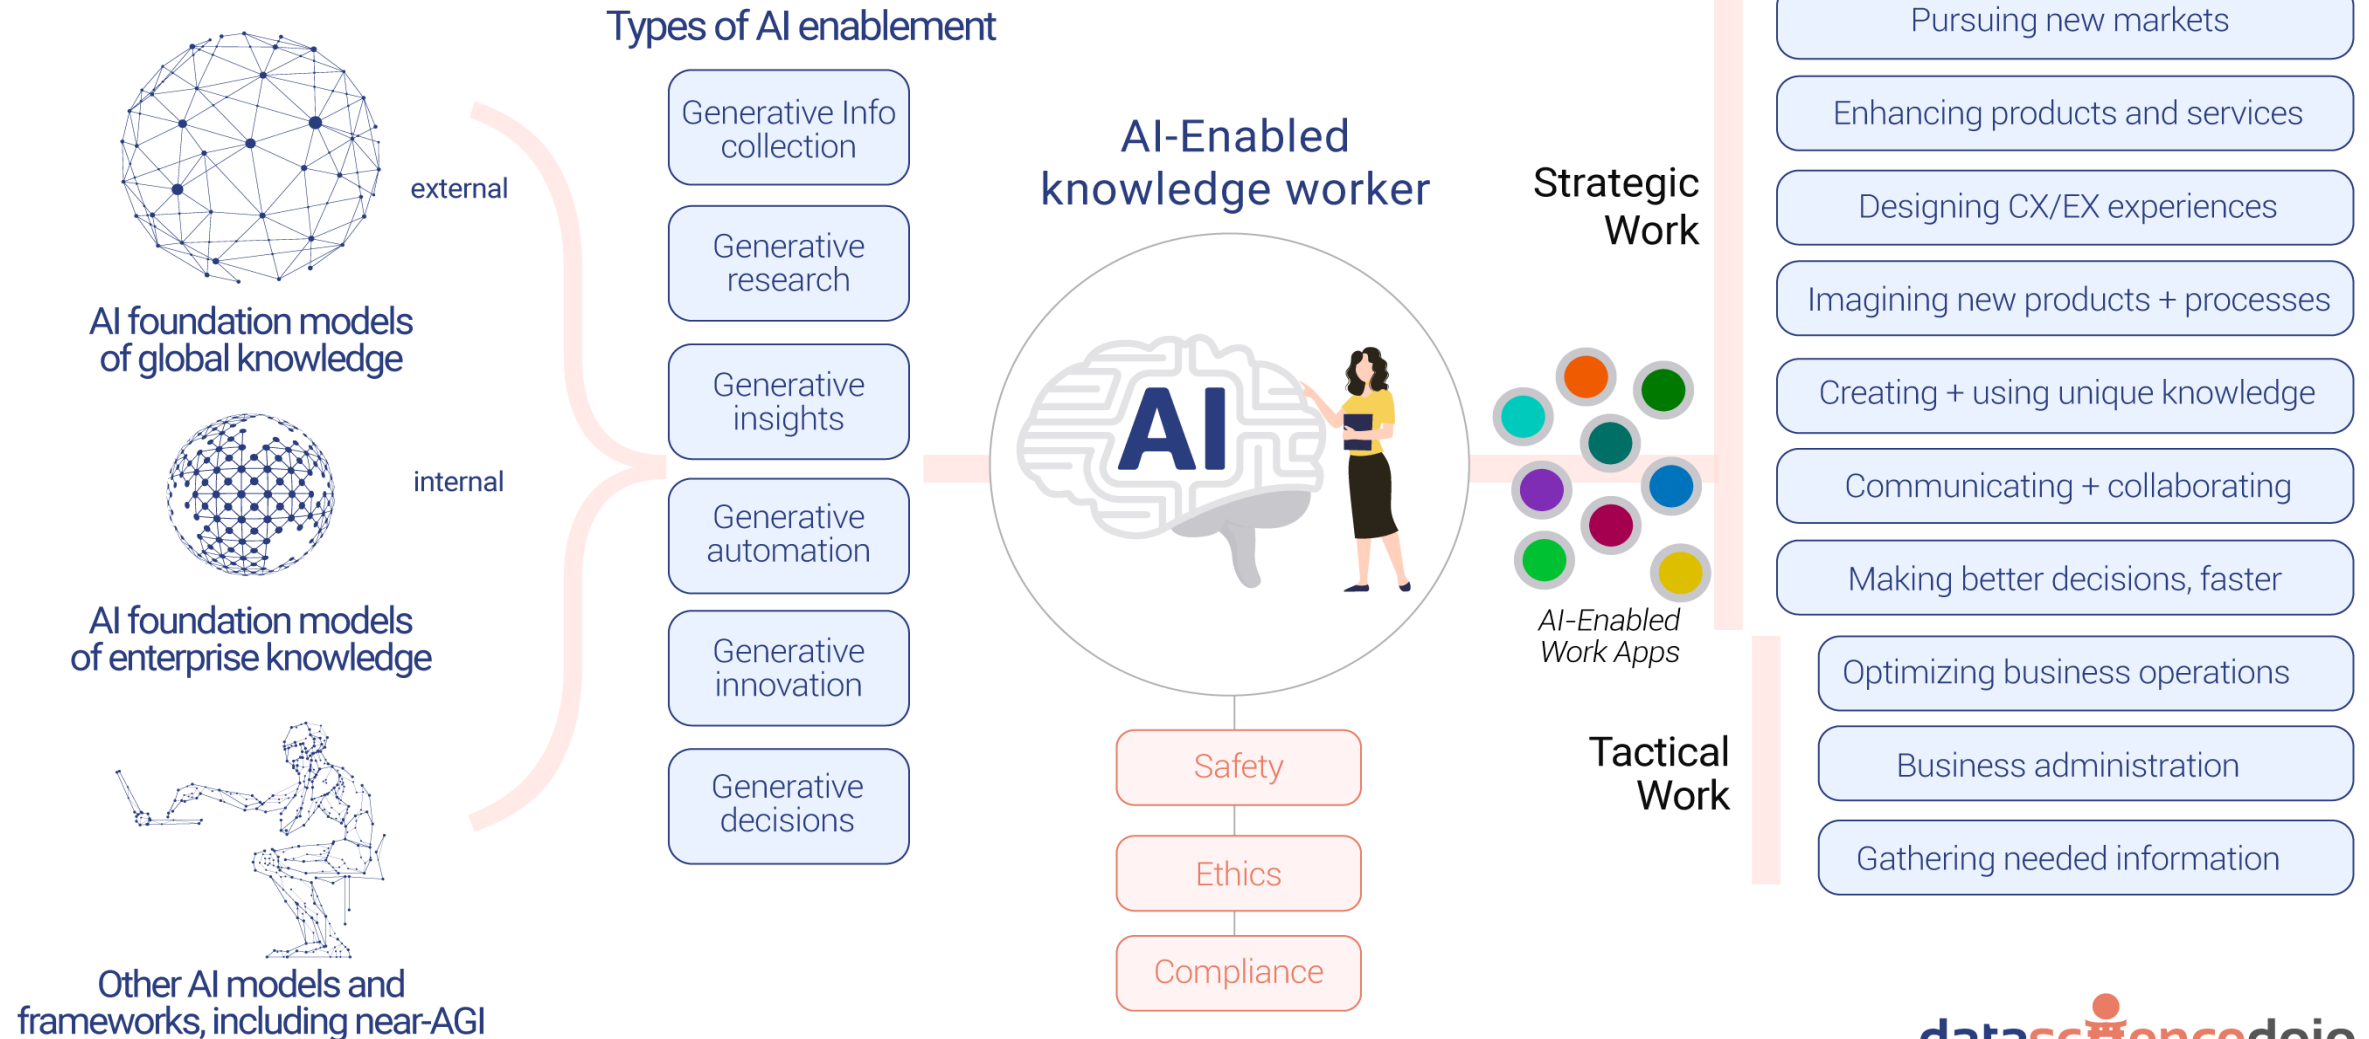 Types of AI enablement
external
AI foundation models
of global knowledge
internal
AI foundation models
of enterprise knowledge
Other AI models and
frameworks, including near-AGI
Generative Info
collection
Generative
research
Generative
insights
Generative
automation
Generative
innovation
Generative
decisions
AI-Enabled
knowledge worker
AI
Safety
Ethics
Compliance
Strategic
Work
AI-Enabled
Work Apps
Tactical
Work
Pursuing new markets
Enhancing products and services
Designing CX/EX experiences
Imagining new products + processes
Creating + using unique knowledge
Communicating + collaborating
Making better decisions, faster
Optimizing business operations
Business administration
Gathering needed information
datasciencedojo